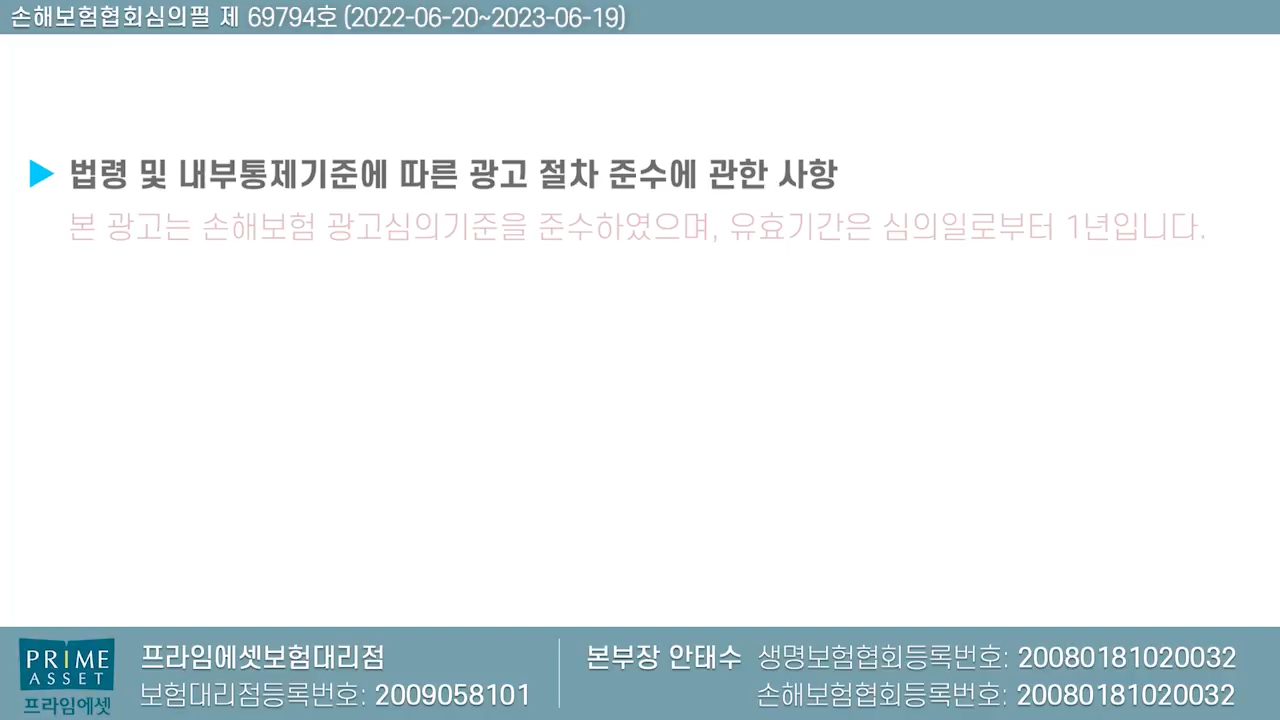 손해보험협회심의필 제 69794호 (2022-06-20~2023-06-19)
▶ 법령 및 내부통제기준에 따른 광고 절차 준수에 관한 사항
본 광고는 손해보험 광고심의기준을 준수하였으며, 유효기간은 심의일로부터 1년입니다.
PRIME
ASSET
프라임에셋
프라임에셋보험대리점
보험대리점등록번호: 2009058101
본부장 안태수 생명보험협회등록번호: 20080181020032
손해보험협회등록번호: 20080181020032